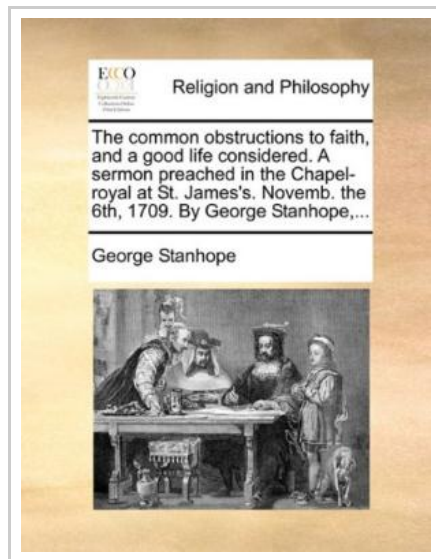 ECCO
Religion and Philosophy
The common obstructions to faith,
and a good life considered. A
sermon preached in the Chapel-
royal at St. James's. Novemb. the
6th, 1709. By George Stanhope,...
George Stanhope